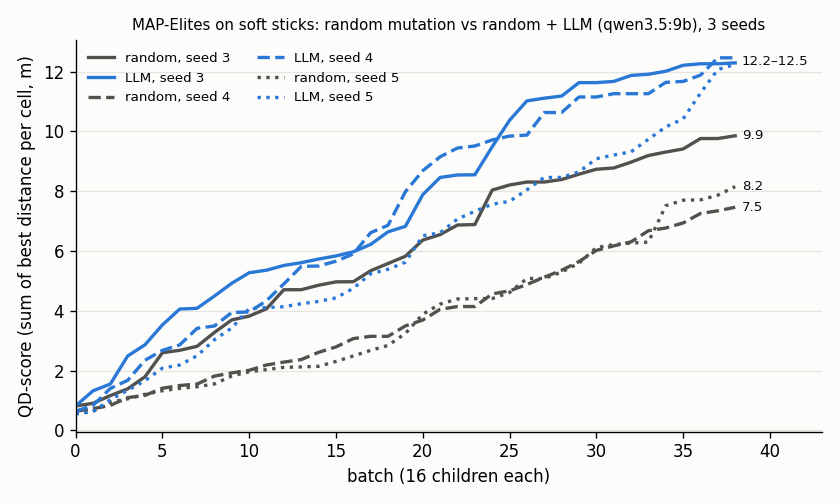 MAP-Elites on soft sticks: random mutation vs random + LLM (qwen3.5:9b), 3 seeds
random, seed 3
LLM, seed 3
random, seed 4
LLM, seed 4
random, seed 5
LLM, seed 5
12.2–12.5
9.9
8.2
7.5
QD-score (sum of best distance per cell, m)
12
10
8
6
4
2
0
0 5 10 15 20 25 30 35 40
batch (16 children each)